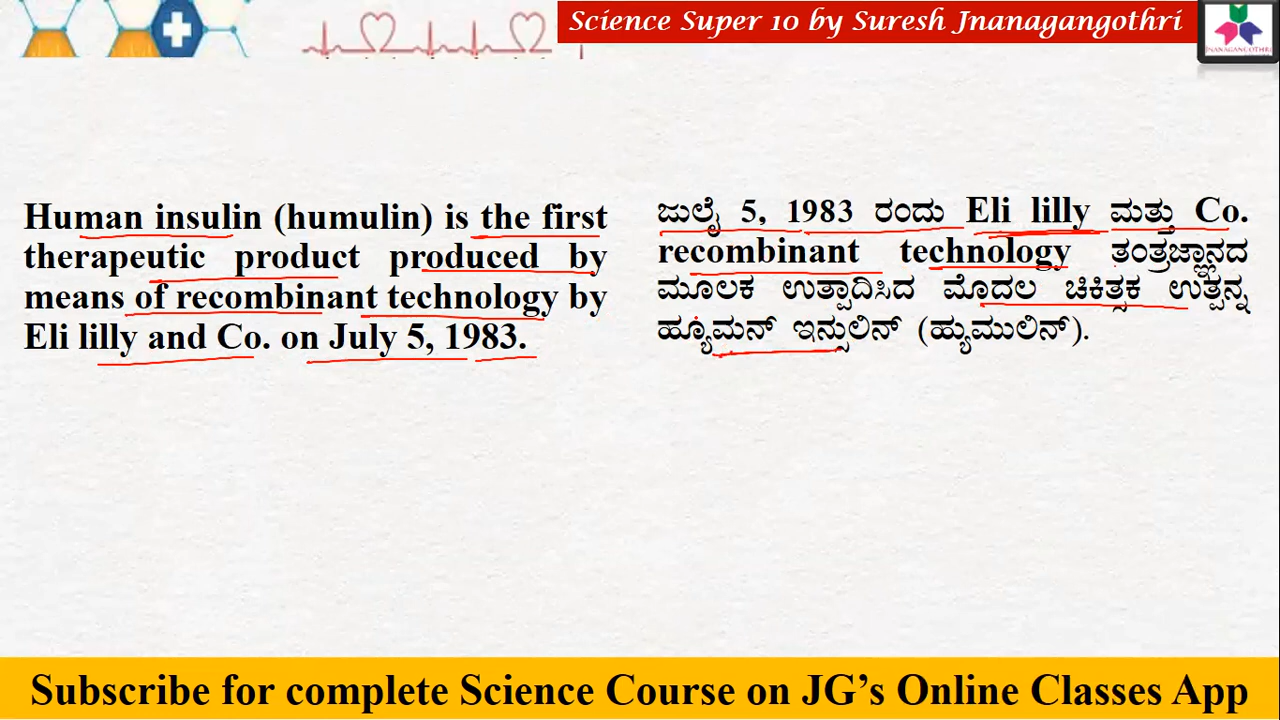 Science Super 10 by Suresh Jnanagangothri
JNANAGANGOTHRI
Human insulin (humulin) is the first
therapeutic product produced by
means of recombinant technology by
Eli lilly and Co. on July 5, 1983.
ಜುಲೈ 5, 1983 ರಂದು Eli lilly ಮತ್ತು Co.
recombinant technology ತಂತ್ರಜ್ಞಾನದ
ಮೂಲಕ ಉತ್ಪಾದಿಸಿದ ಮೊದಲ ಚಿಕಿತ್ಸಕ ಉತ್ಪನ್ನ
ಹ್ಯೂಮನ್ ಇನ್ಸುಲಿನ್ (ಹ್ಯುಮುಲಿನ್).
Subscribe for complete Science Course on JG’s Online Classes App